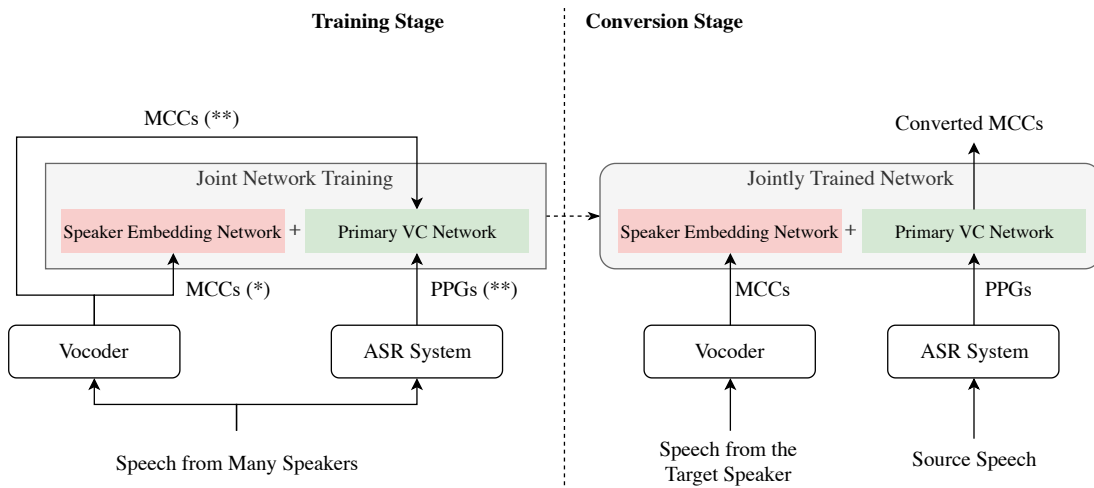 Training Stage
MCCs (**)
Joint Network Training
Speaker Embedding Network + Primary VC Network
MCCs (*)
PPGs (**)
Vocoder
ASR System
Speech from Many Speakers
Conversion Stage
Converted MCCs
Jointly Trained Network
Speaker Embedding Network + Primary VC Network
MCCs
PPGs
Vocoder
ASR System
Speech from the
Target Speaker
Source Speech